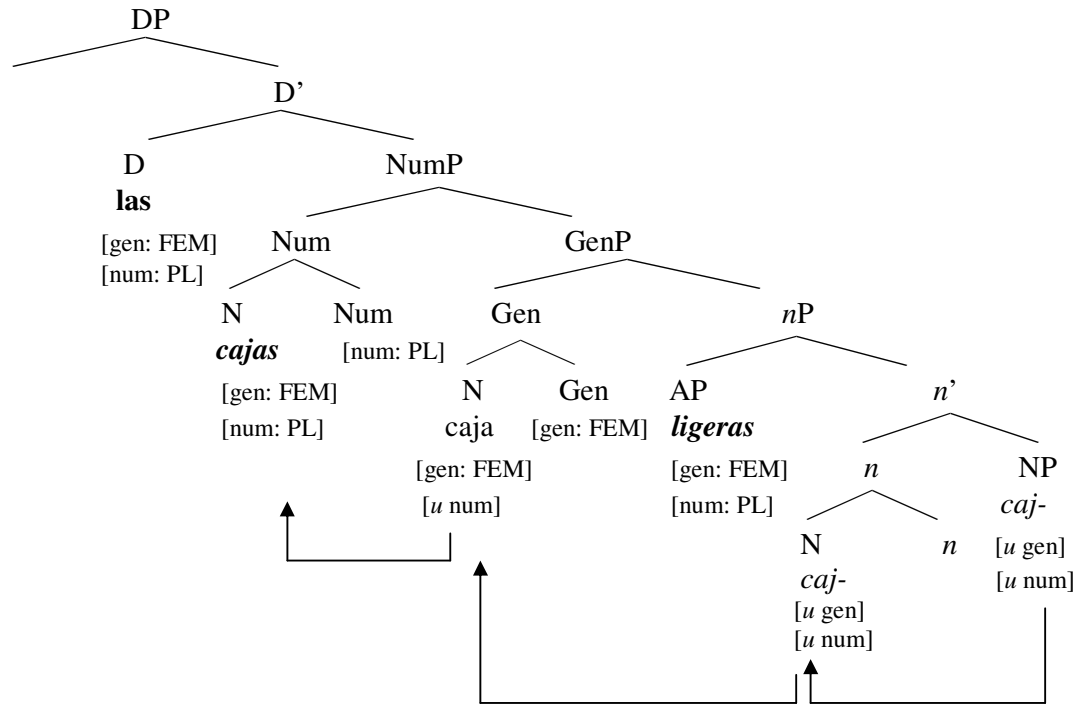 DP
D’
D NumP
las
[gen: FEM] Num GenP
[num: PL]
N Num Gen nP
cajas [num: PL]
[gen: FEM] N Gen AP n’
[num: PL] caja [gen: FEM] ligeras
[gen: FEM] [gen: FEM] n NP
[u num] [num: PL] caj-
N n [u gen]
caj- [u num]
[u gen]
[u num]